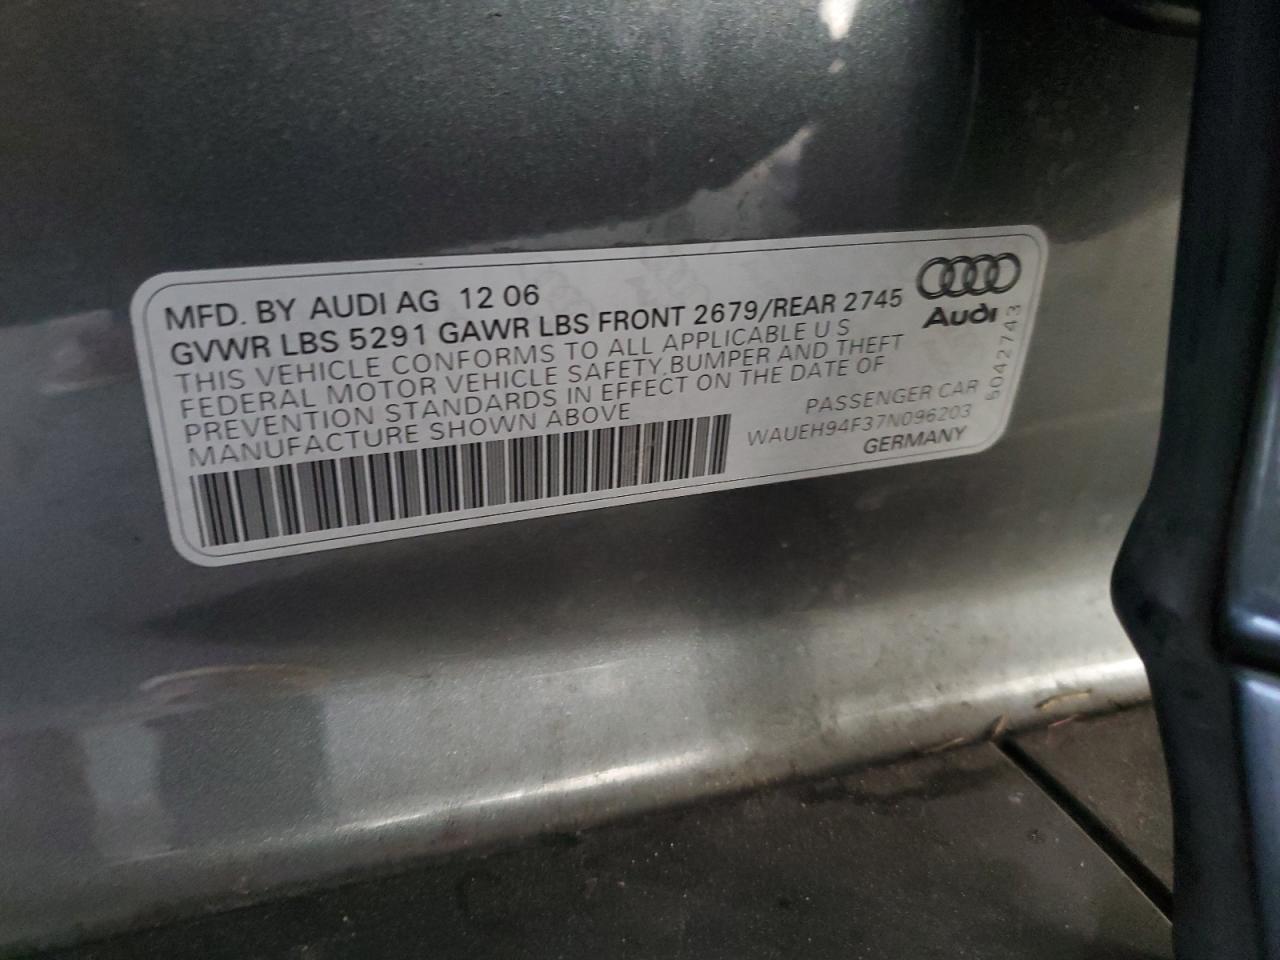 MFD. BY AUDI AG 12 06
GVWR LBS 5291 GAWR LBS FRONT 2679/REAR 2745
THIS VEHICLE CONFORMS TO ALL APPLICABLE U S
FEDERAL MOTOR VEHICLE SAFETY.BUMPER AND THEFT
PREVENTION STANDARDS IN EFFECT ON THE DATE OF
MANUFACTURE SHOWN ABOVE
Audi
PASSENGER CAR
WAUEH94F37N096203
GERMANY
6042743